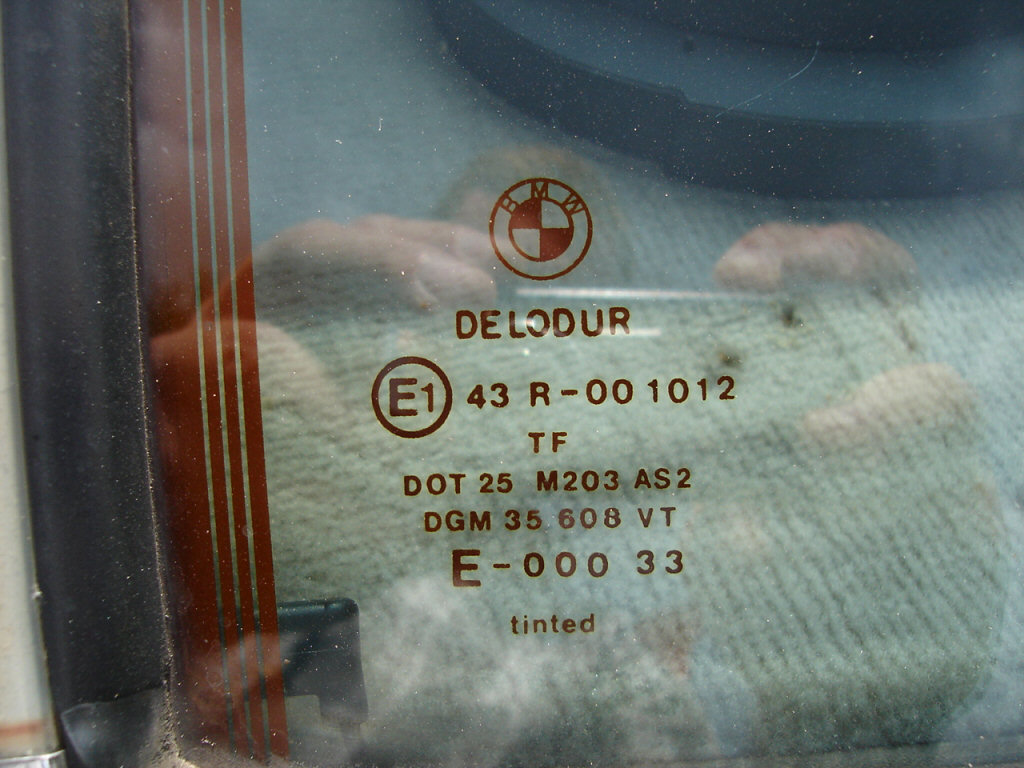 BMW
DELODUR
E1 43 R-00 1012
TF
DOT 25 M203 AS2
DGM 35 608 VT
E-000 33
tinted